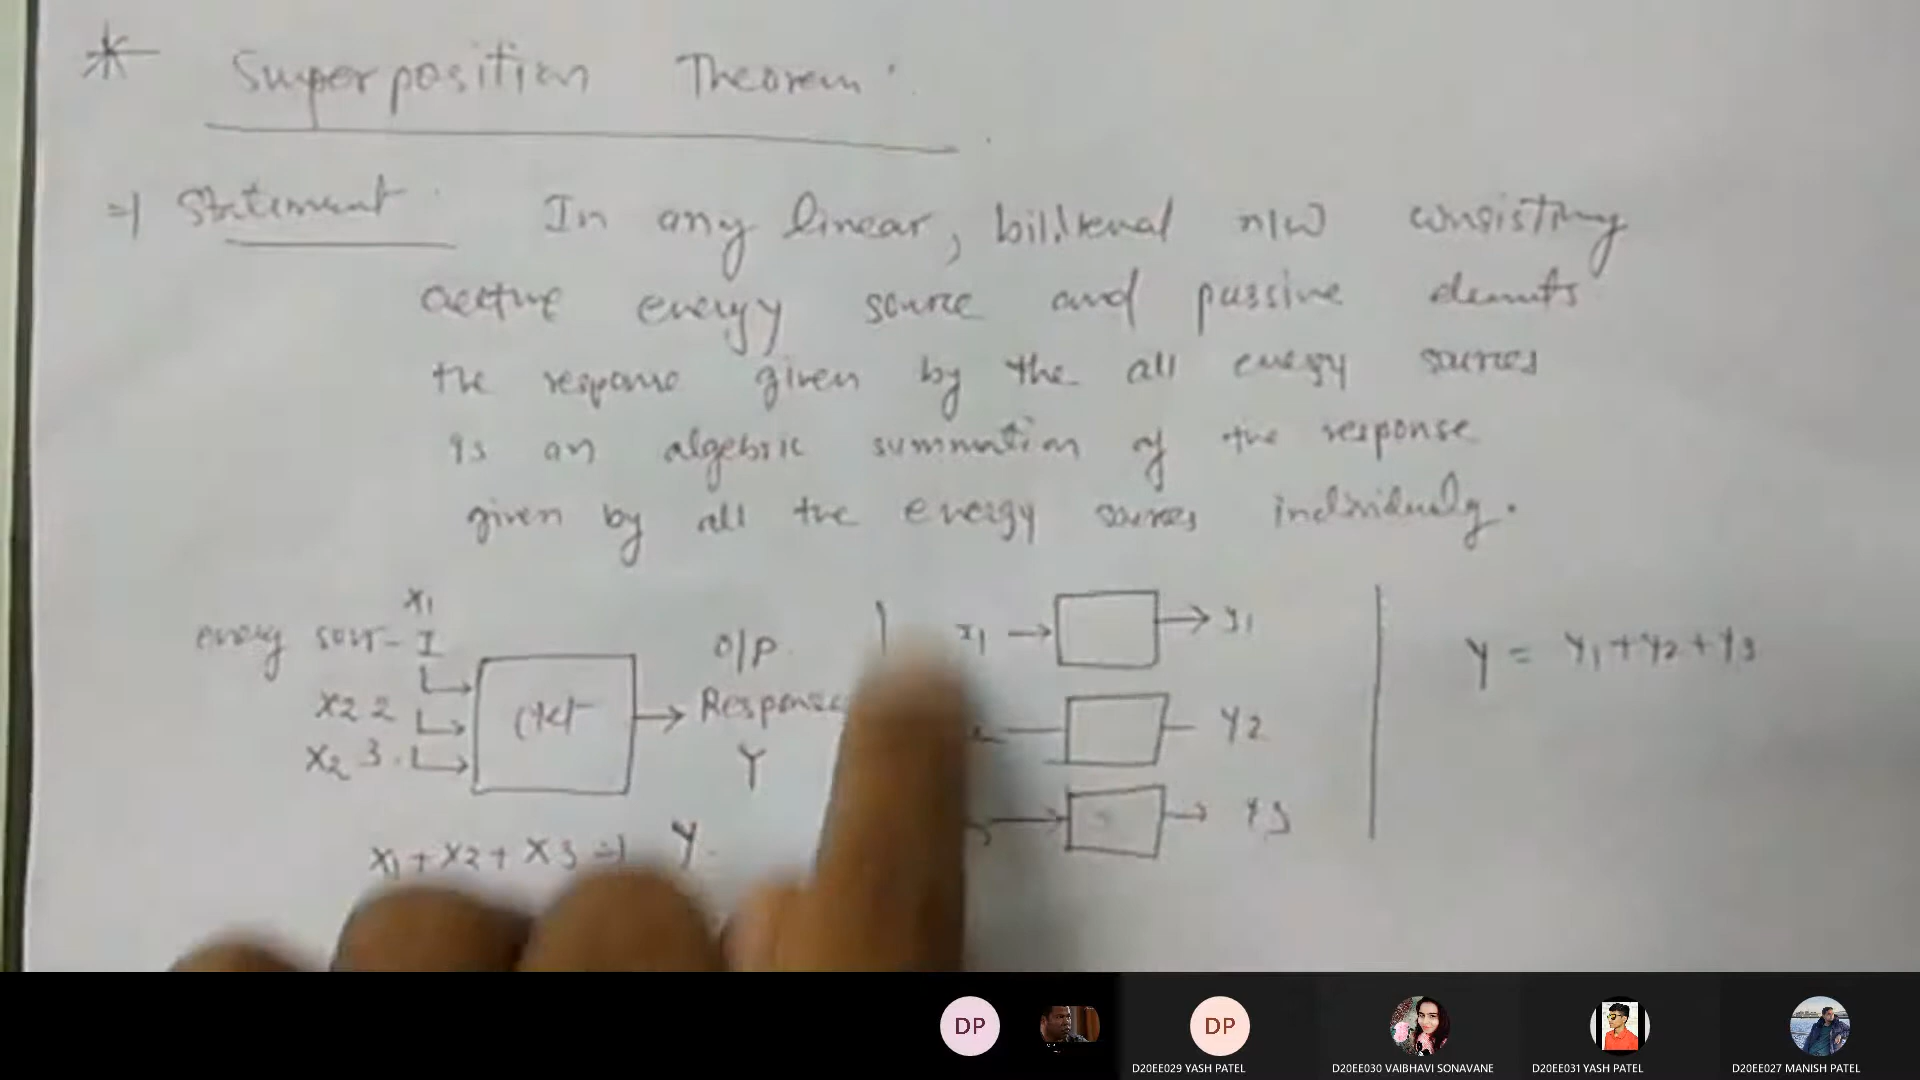 * Superposition Theorem.
⇒ Statement. In any linear, bilateral n/w consisting
active energy source and passive elements
the response given by the all energy sources
is an algebric summation of the response
given by all the energy sources individualy.
X1
energy sour- I
X2 2
X2 3.
ckt
O/P
Response
Y
X1 + X2 + X3 ⇒ Y.
x1 → y1
Y2
Y3
Y = Y1 + Y2 + Y3
DP
DP
D20EE029 YASH PATEL
D20EE030 VAIBHAVI SONAVANE
D20EE031 YASH PATEL
D20EE027 MANISH PATEL